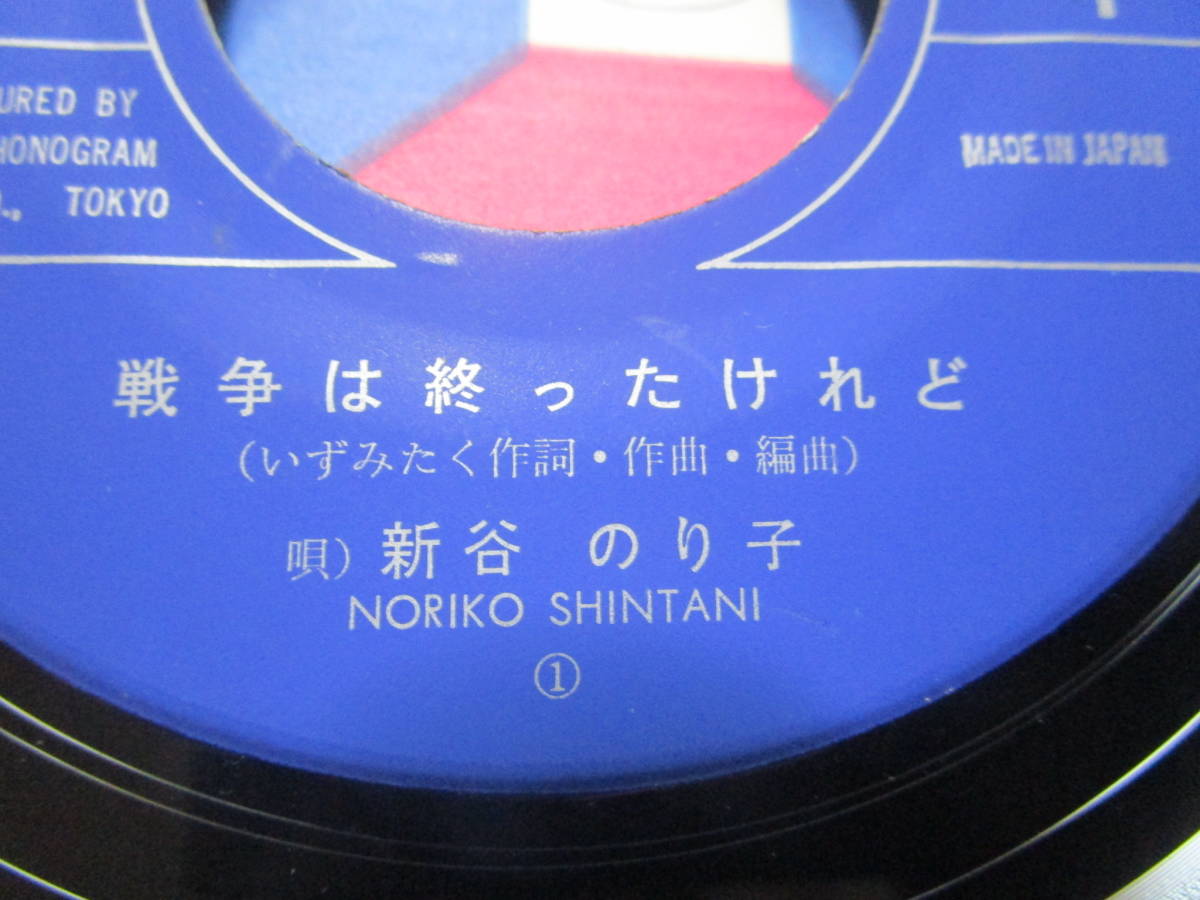 URED BY
HONOGRAM
TOKYO
MADE IN JAPAN
戦争は終ったけれど
(いずみたく作詞・作曲・編曲)
唄) 新谷 のり子
NORIKO SHINTANI
①